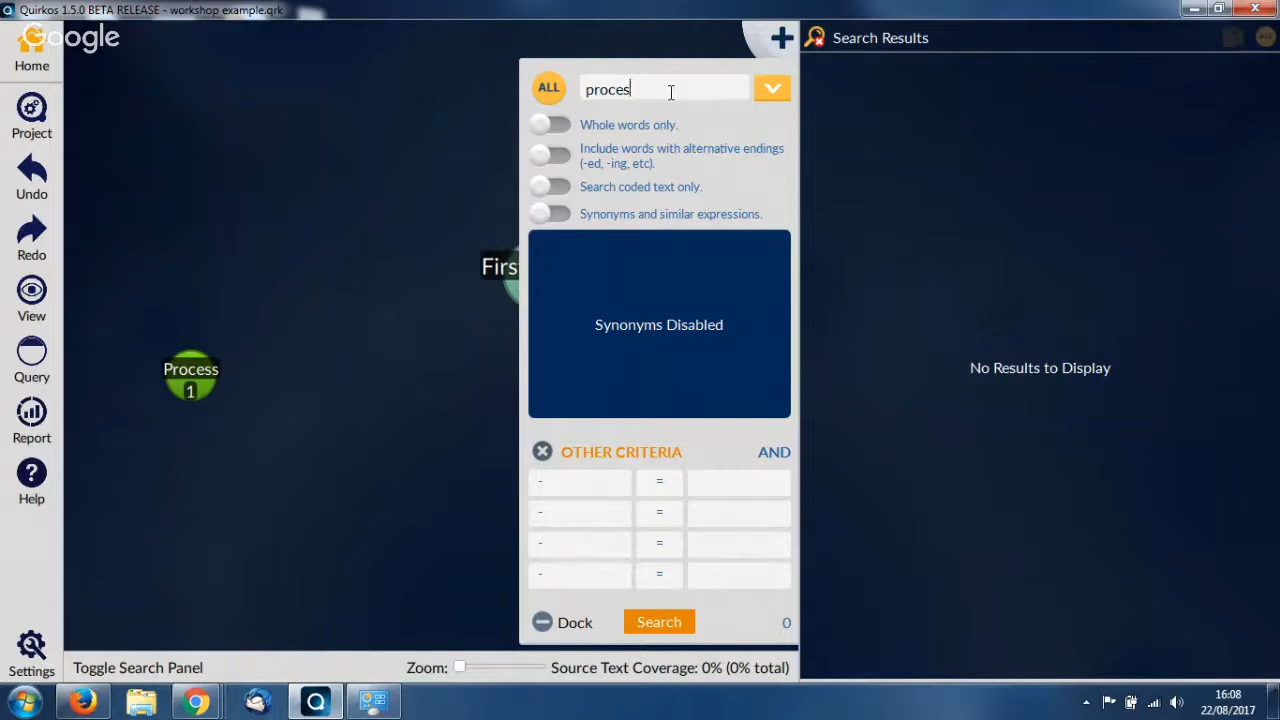 Quirkos 1.5.0 BETA RELEASE - workshop example.qrk
Google
Home
Project
Undo
Redo
View
Query
Report
Help
Settings
Process
1
Firs
ALL
proces
Whole words only.
Include words with alternative endings
(-ed, -ing, etc).
Search coded text only.
Synonyms and similar expressions.
Synonyms Disabled
OTHER CRITERIA AND
- =
- =
- =
- =
Dock Search 0
Search Results
ALL
No Results to Display
Toggle Search Panel Zoom: Source Text Coverage: 0% (0% total)
16:08
22/08/2017